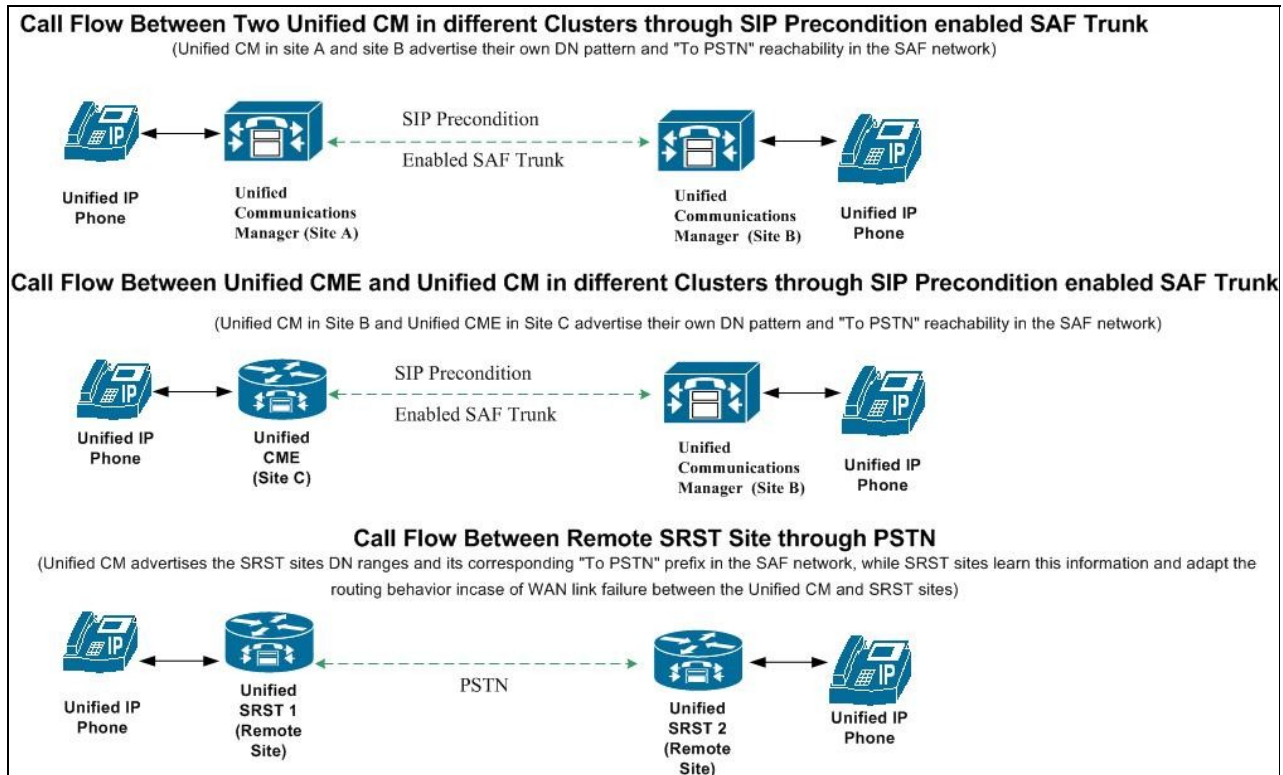 Call Flow Between Two Unified CM in different Clusters through SIP Precondition enabled SAF Trunk
(Unified CM in site A and site B advertise their own DN pattern and "To PSTN" reachability in the SAF network)
IP
SIP Precondition
Enabled SAF Trunk
IP
Unified IP
Phone
Unified
Communications
Manager (Site A)
Unified
Communications
Manager (Site B)
Unified IP
Phone
Call Flow Between Unified CME and Unified CM in different Clusters through SIP Precondition enabled SAF Trunk
(Unified CM in Site B and Unified CME in Site C advertise their own DN pattern and "To PSTN" reachability in the SAF network)
IP
SIP Precondition
Enabled SAF Trunk
IP
Unified IP
Phone
Unified
CME
(Site C)
Unified
Communications
Manager (Site B)
Unified IP
Phone
Call Flow Between Remote SRST Site through PSTN
(Unified CM advertises the SRST sites DN ranges and its corresponding "To PSTN" prefix in the SAF network, while SRST sites learn this information and adapt the
routing behavior incase of WAN link failure between the Unified CM and SRST sites)
IP
PSTN
IP
Unified IP
Phone
Unified
SRST 1
(Remote
Site)
Unified
SRST 2
(Remote
Site)
Unified IP
Phone